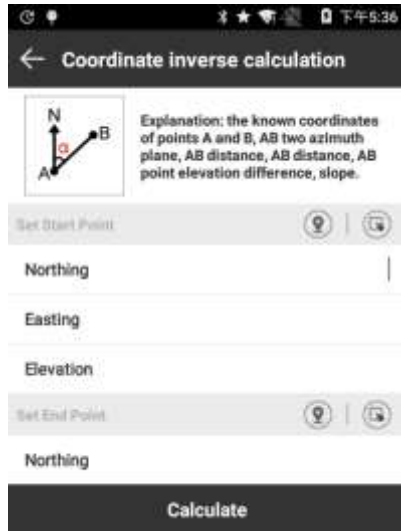 下午5:36
Coordinate inverse calculation
N
B
α
A
Explanation: the known coordinates
of points A and B, AB two azimuth
plane, AB distance, AB distance, AB
point elevation difference, slope.
Set Start Point
Northing
Easting
Elevation
Set End Point
Northing
Calculate